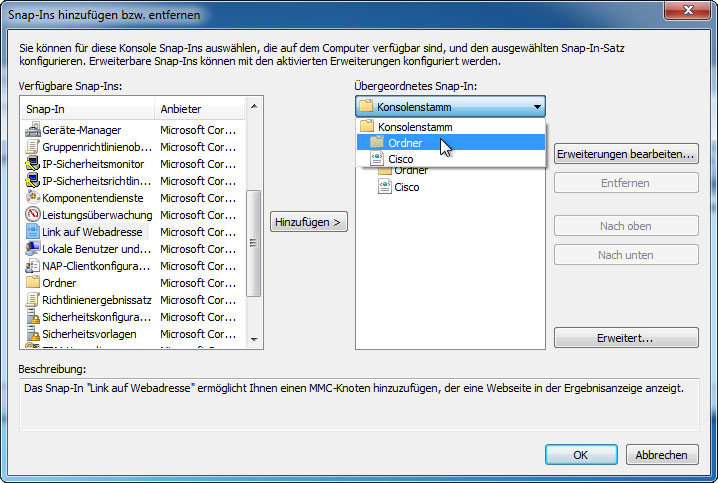 Snap-Ins hinzufügen bzw. entfernen
Sie können für diese Konsole Snap-Ins auswählen, die auf dem Computer verfügbar sind, und den ausgewählten Snap-In-Satz
konfigurieren. Erweiterbare Snap-Ins können mit den aktivierten Erweiterungen konfiguriert werden.
Verfügbare Snap-Ins:
Snap-In Anbieter
Geräte-Manager Microsoft Cor...
Gruppenrichtlinienob... Microsoft Cor...
IP-Sicherheitsmonitor Microsoft Cor...
IP-Sicherheitsrichtlin... Microsoft Cor...
Komponentendienste Microsoft Cor...
Leistungsüberwachung Microsoft Cor...
Link auf Webadresse Microsoft Cor...
Lokale Benutzer und... Microsoft Cor...
NAP-Clientkonfigura... Microsoft Cor...
Ordner Microsoft Cor...
Richtlinienergebnissatz Microsoft Cor...
Sicherheitskonfigura... Microsoft Cor...
Sicherheitsvorlagen Microsoft Cor...
Hinzufügen >
Übergeordnetes Snap-In:
Konsolenstamm
Konsolenstamm
Ordner
Cisco
Ordner
Cisco
Erweiterungen bearbeiten...
Entfernen
Nach oben
Nach unten
Erweitert...
Beschreibung:
Das Snap-In "Link auf Webadresse" ermöglicht Ihnen einen MMC-Knoten hinzuzufügen, der eine Webseite in der Ergebnisanzeige anzeigt.
OK
Abbrechen